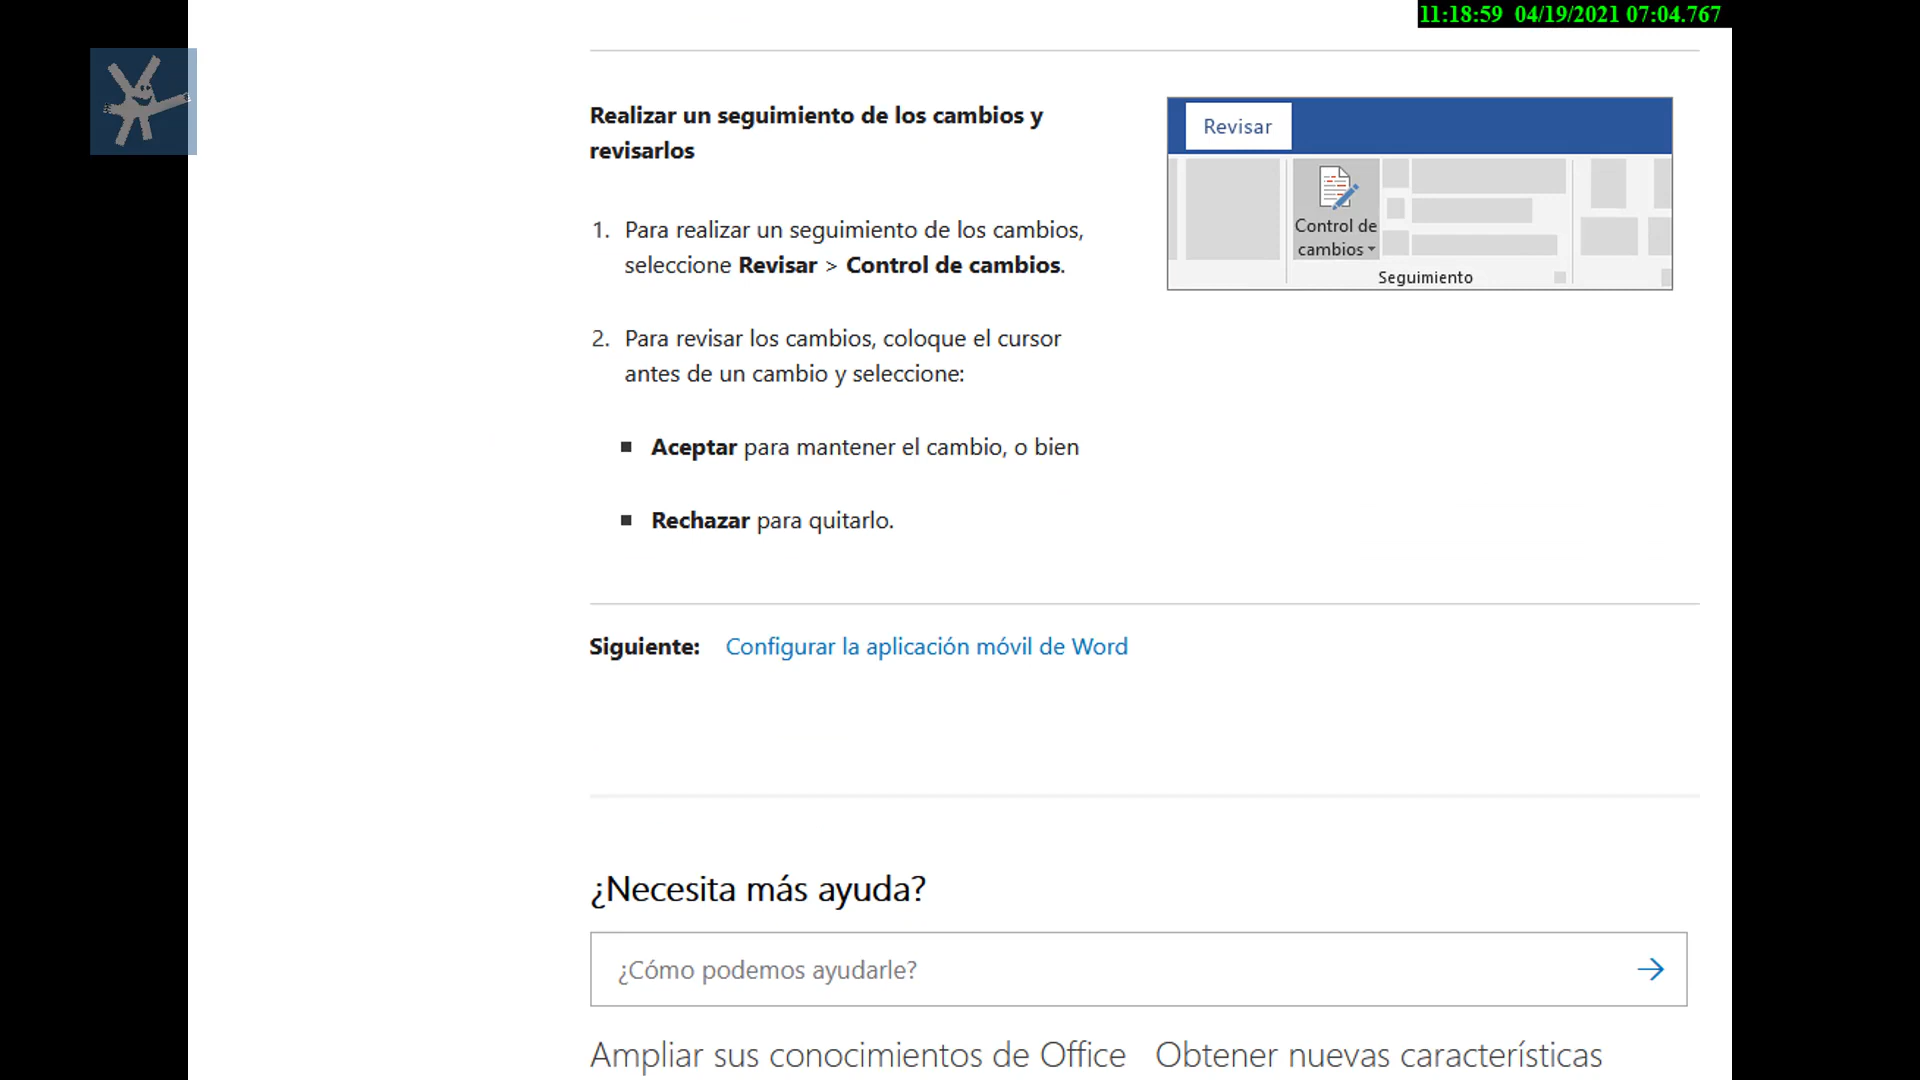 11:18:59 04/19/2021 07:04.767
Realizar un seguimiento de los cambios y
revisarlos
1. Para realizar un seguimiento de los cambios,
seleccione Revisar > Control de cambios.
2. Para revisar los cambios, coloque el cursor
antes de un cambio y seleccione:
▪ Aceptar para mantener el cambio, o bien
▪ Rechazar para quitarlo.
Revisar
Control de
cambios
Seguimiento
Siguiente: Configurar la aplicación móvil de Word
¿Necesita más ayuda?
¿Cómo podemos ayudarle?
Ampliar sus conocimientos de Office
Obtener nuevas características